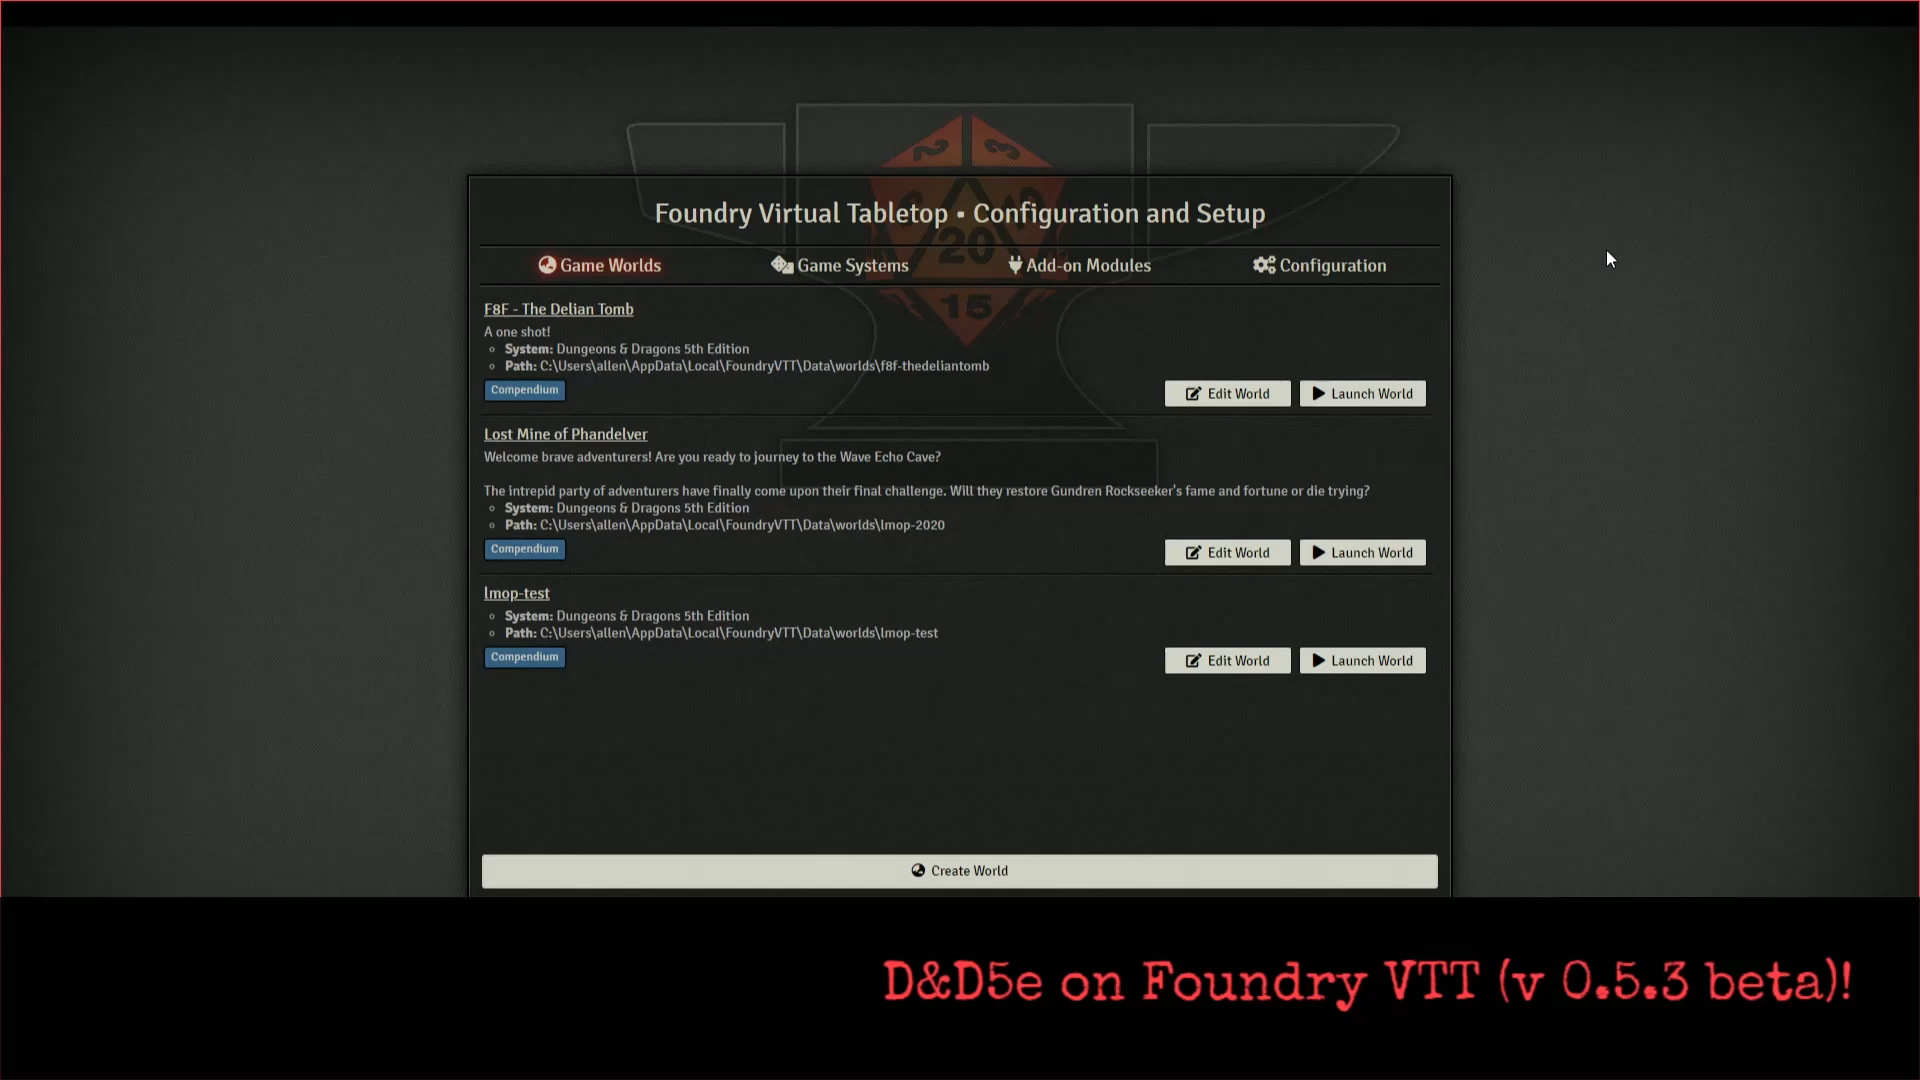 Foundry Virtual Tabletop • Configuration and Setup
Game Worlds
Game Systems
Add-on Modules
Configuration
F8F - The Delian Tomb
A one shot!
System: Dungeons & Dragons 5th Edition
Path: C:\Users\allen\AppData\Local\FoundryVTT\Data\worlds\f8f-thedeliantomb
Compendium
Edit World
Launch World
Lost Mine of Phandelver
Welcome brave adventurers! Are you ready to journey to the Wave Echo Cave?
The intrepid party of adventurers have finally come upon their final challenge. Will they restore Gundren Rockseeker's fame and fortune or die trying?
System: Dungeons & Dragons 5th Edition
Path: C:\Users\allen\AppData\Local\FoundryVTT\Data\worlds\lmop-2020
Compendium
Edit World
Launch World
lmop-test
System: Dungeons & Dragons 5th Edition
Path: C:\Users\allen\AppData\Local\FoundryVTT\Data\worlds\lmop-test
Compendium
Edit World
Launch World
Create World
2
3
20
15
D&D5e on Foundry VTT (v 0.5.3 beta)!